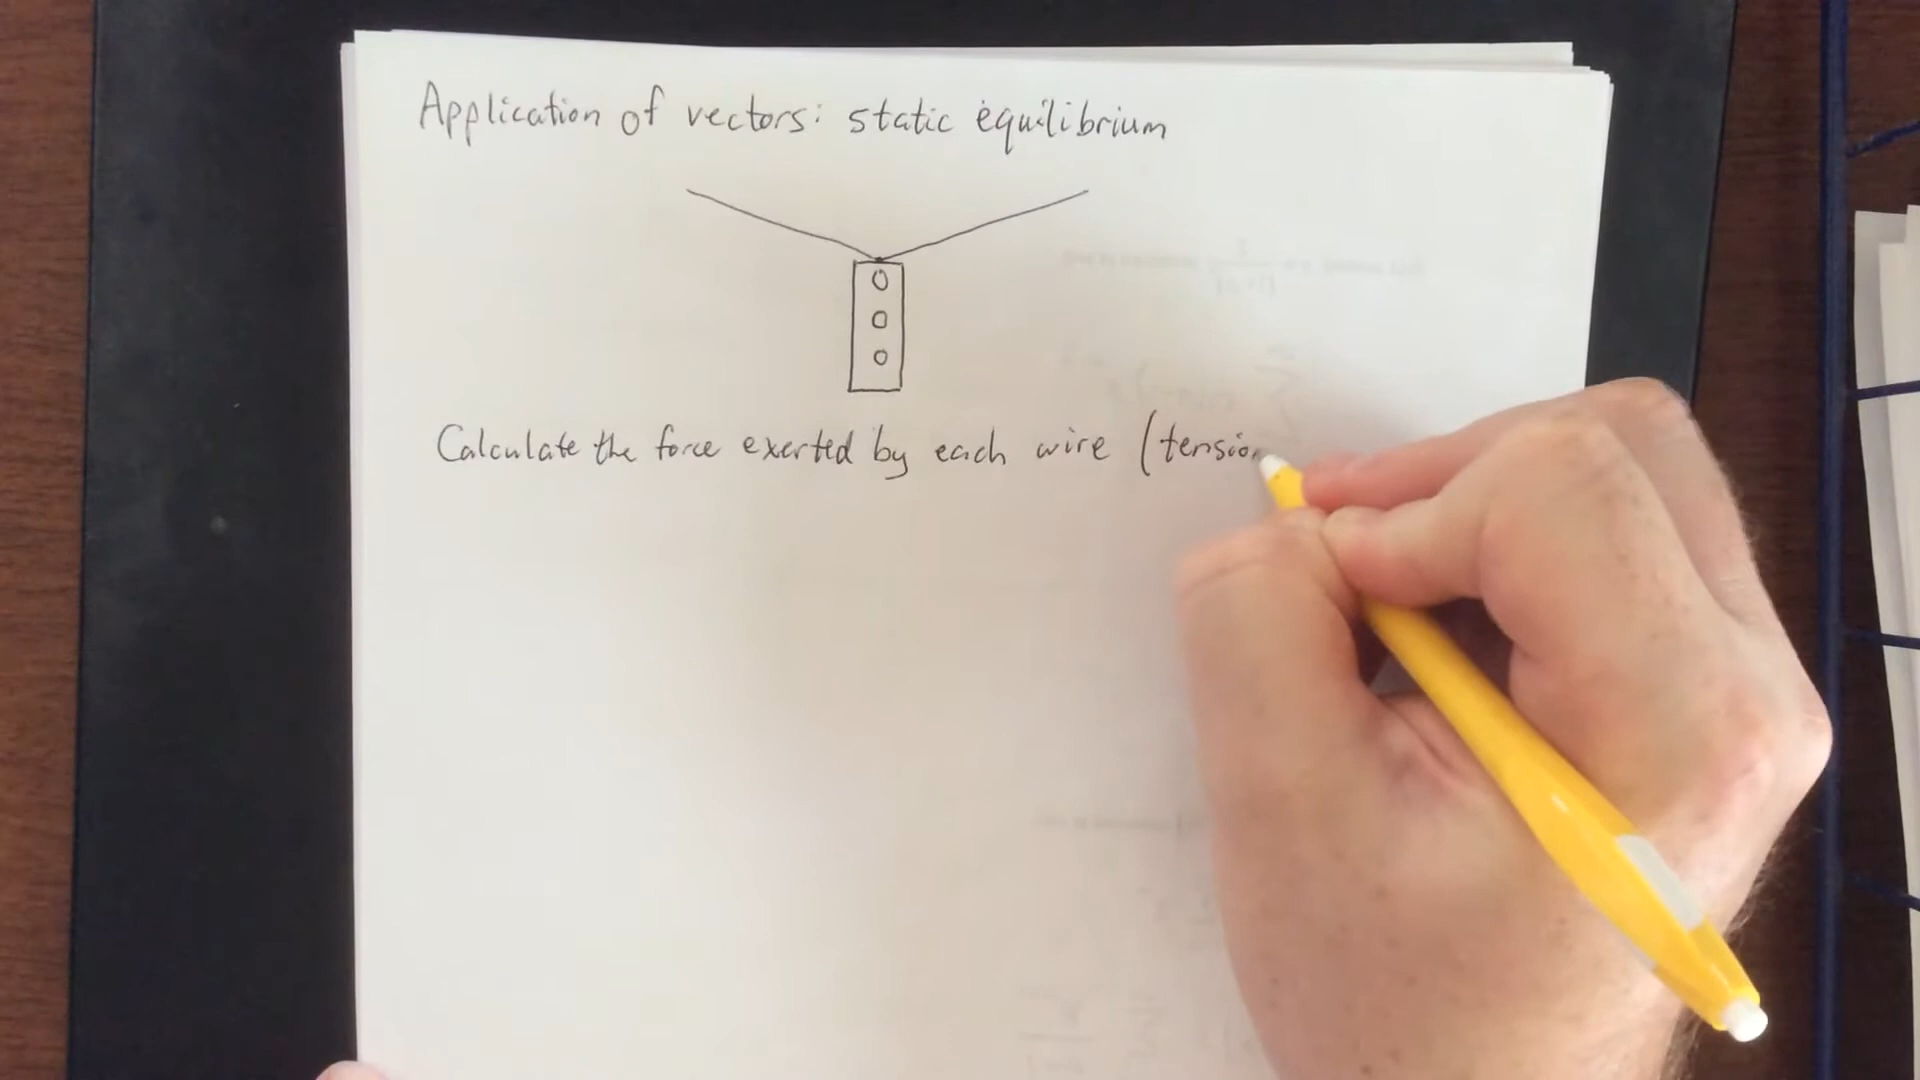 Application of vectors: static equilibrium
Calculate the force exerted by each wire (tension